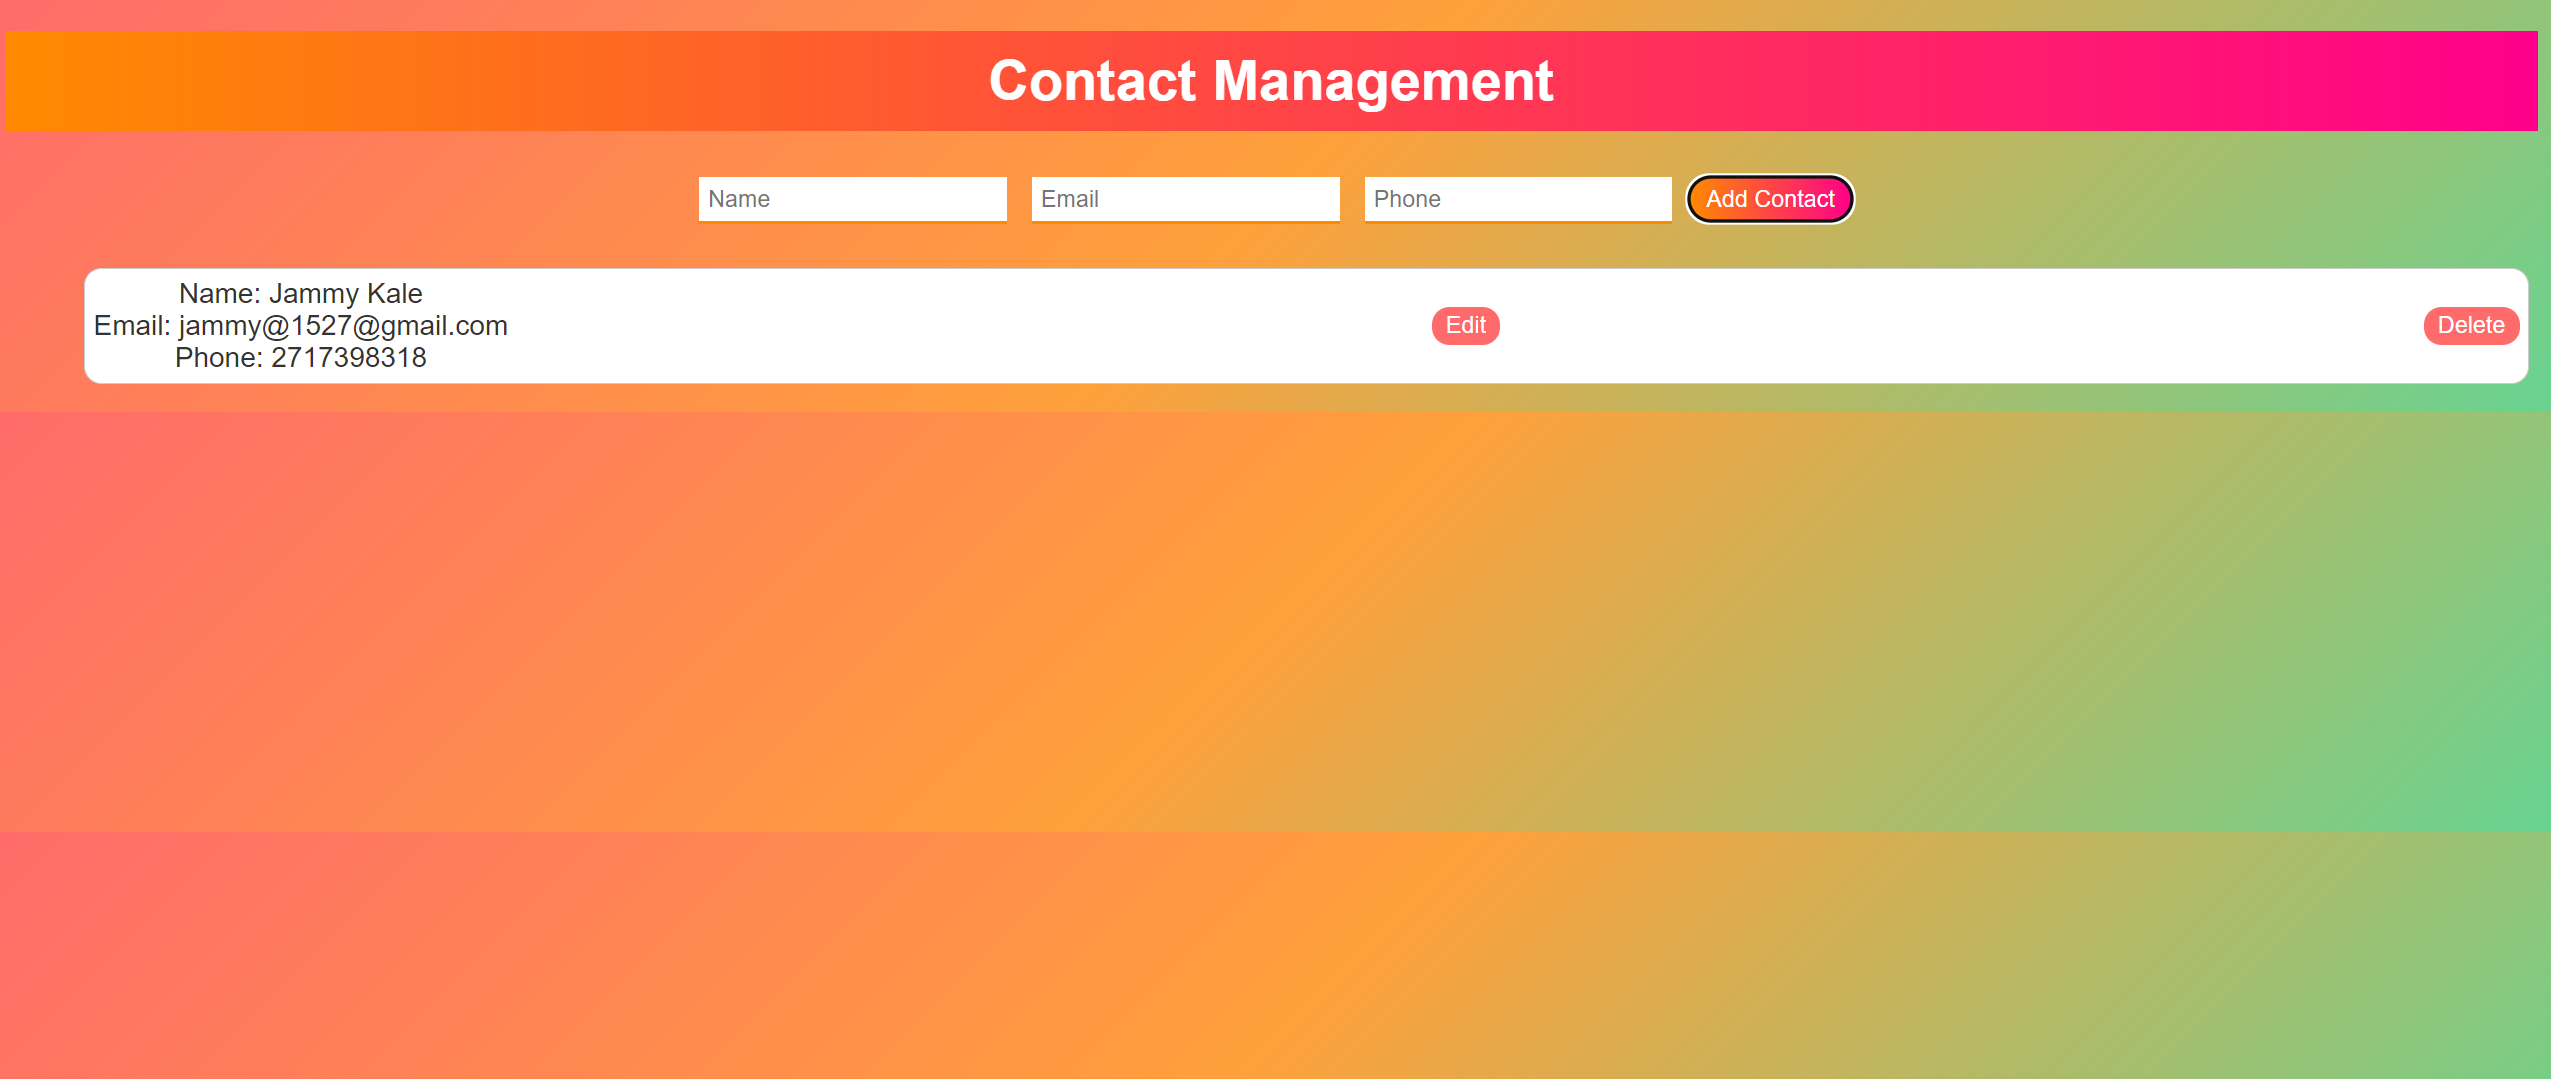 Contact Management
Name Email Phone Add Contact
Name: Jammy Kale
Email: jammy@1527@gmail.com Edit Delete
Phone: 2717398318